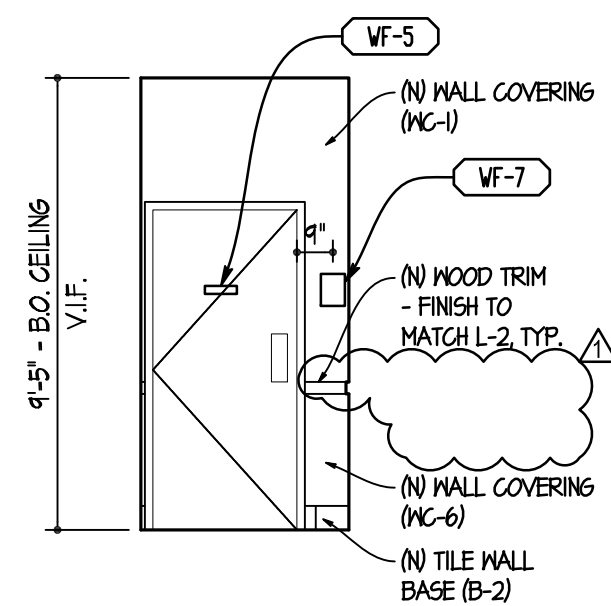 WF-5
(N) WALL COVERING
(WC-1)
WF-7
9"
(N) WOOD TRIM
- FINISH TO
MATCH L-2, TYP.
1
9'-5" - B.O. CEILING
V.I.F.
(N) WALL COVERING
(WC-6)
(N) TILE WALL
BASE (B-2)